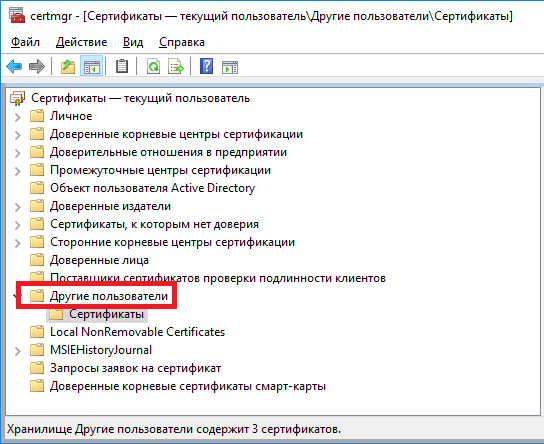 certmgr - [Сертификаты — текущий пользователь\Другие пользователи\Сертификаты]
Файл Действие Вид Справка
Сертификаты — текущий пользователь
Личное
Доверенные корневые центры сертификации
Доверительные отношения в предприятии
Промежуточные центры сертификации
Объект пользователя Active Directory
Доверенные издатели
Сертификаты, к которым нет доверия
Сторонние корневые центры сертификации
Доверенные лица
Поставщики сертификатов проверки подлинности клиентов
Другие пользователи
Сертификаты
Local NonRemovable Certificates
MSIEHistoryJournal
Запросы заявок на сертификат
Доверенные корневые сертификаты смарт-карты
Хранилище Другие пользователи содержит 3 сертификатов.